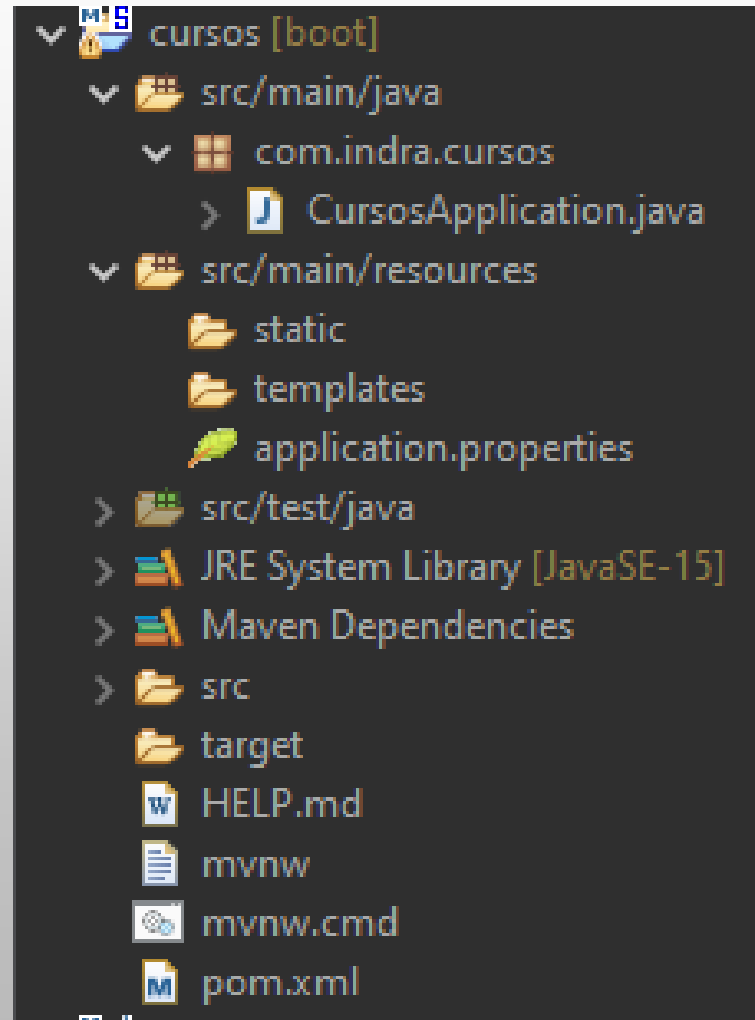 cursos [boot]
src/main/java
com.indra.cursos
CursosApplication.java
src/main/resources
static
templates
application.properties
src/test/java
JRE System Library [JavaSE-15]
Maven Dependencies
src
target
HELP.md
mvnw
mvnw.cmd
pom.xml